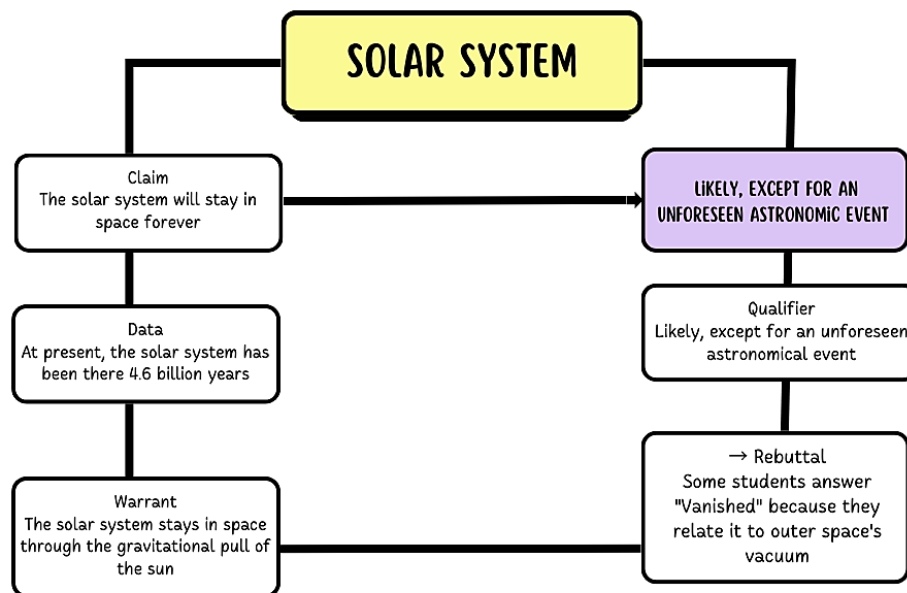 SOLAR SYSTEM
Claim
The solar system will stay in
space forever
LIKELY, EXCEPT FOR AN
UNFORESEEN ASTRONOMIC EVENT
Data
At present, the solar system has
been there 4.6 billion years
Qualifier
Likely, except for an unforeseen
astronomical event
Warrant
The solar system stays in space
through the gravitational pull of
the sun
→ Rebuttal
Some students answer
"Vanished" because they
relate it to outer space's
vacuum